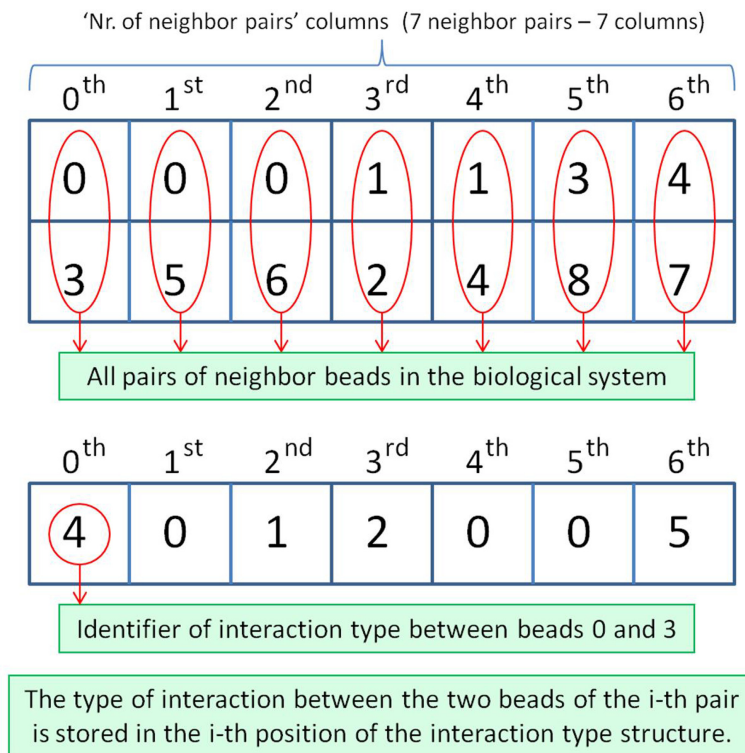 ‘Nr. of neighbor pairs’ columns (7 neighbor pairs – 7 columns)
0th 1st 2nd 3rd 4th 5th 6th
0 0 0 1 1 3 4
3 5 6 2 4 8 7
All pairs of neighbor beads in the biological system
0th 1st 2nd 3rd 4th 5th 6th
4 0 1 2 0 0 5
Identifier of interaction type between beads 0 and 3
The type of interaction between the two beads of the i-th pair
is stored in the i-th position of the interaction type structure.